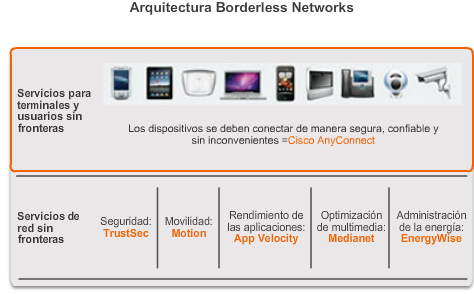 Arquitectura Borderless Networks
Servicios para
terminales y
usuarios sin
fronteras
Los dispositivos se deben conectar de manera segura, confiable y
sin inconvenientes =Cisco AnyConnect
Servicios de
red sin
fronteras
Seguridad:
TrustSec
Movilidad:
Motion
Rendimiento de
las aplicaciones:
App Velocity
Optimización
de multimedia:
Medianet
Administración
de la energía:
EnergyWise